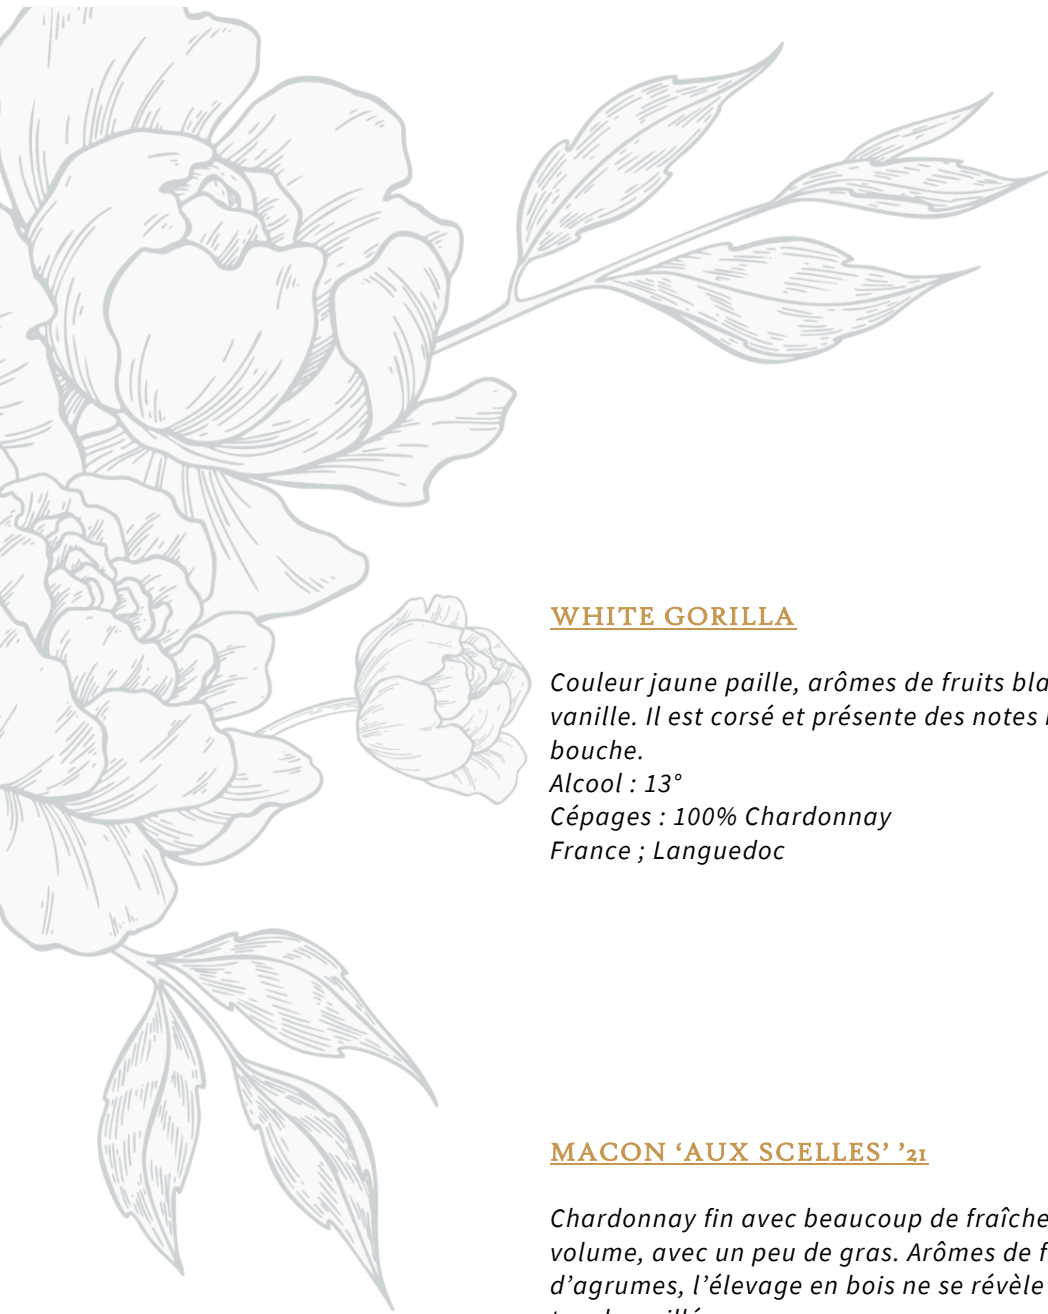 WHITE GORILLA
Couleur jaune paille, arômes de fruits
vanille. Il est corsé et présente des notes
bouche.
Alcool : 13°
Cépages : 100% Chardonnay
France ; Languedoc
MACON ‘AUX SCELLES’ ’21
Chardonnay fin avec beaucoup de
volume, avec un peu de gras. Arômes de
d’agrumes, l’élevage en bois ne se révèle